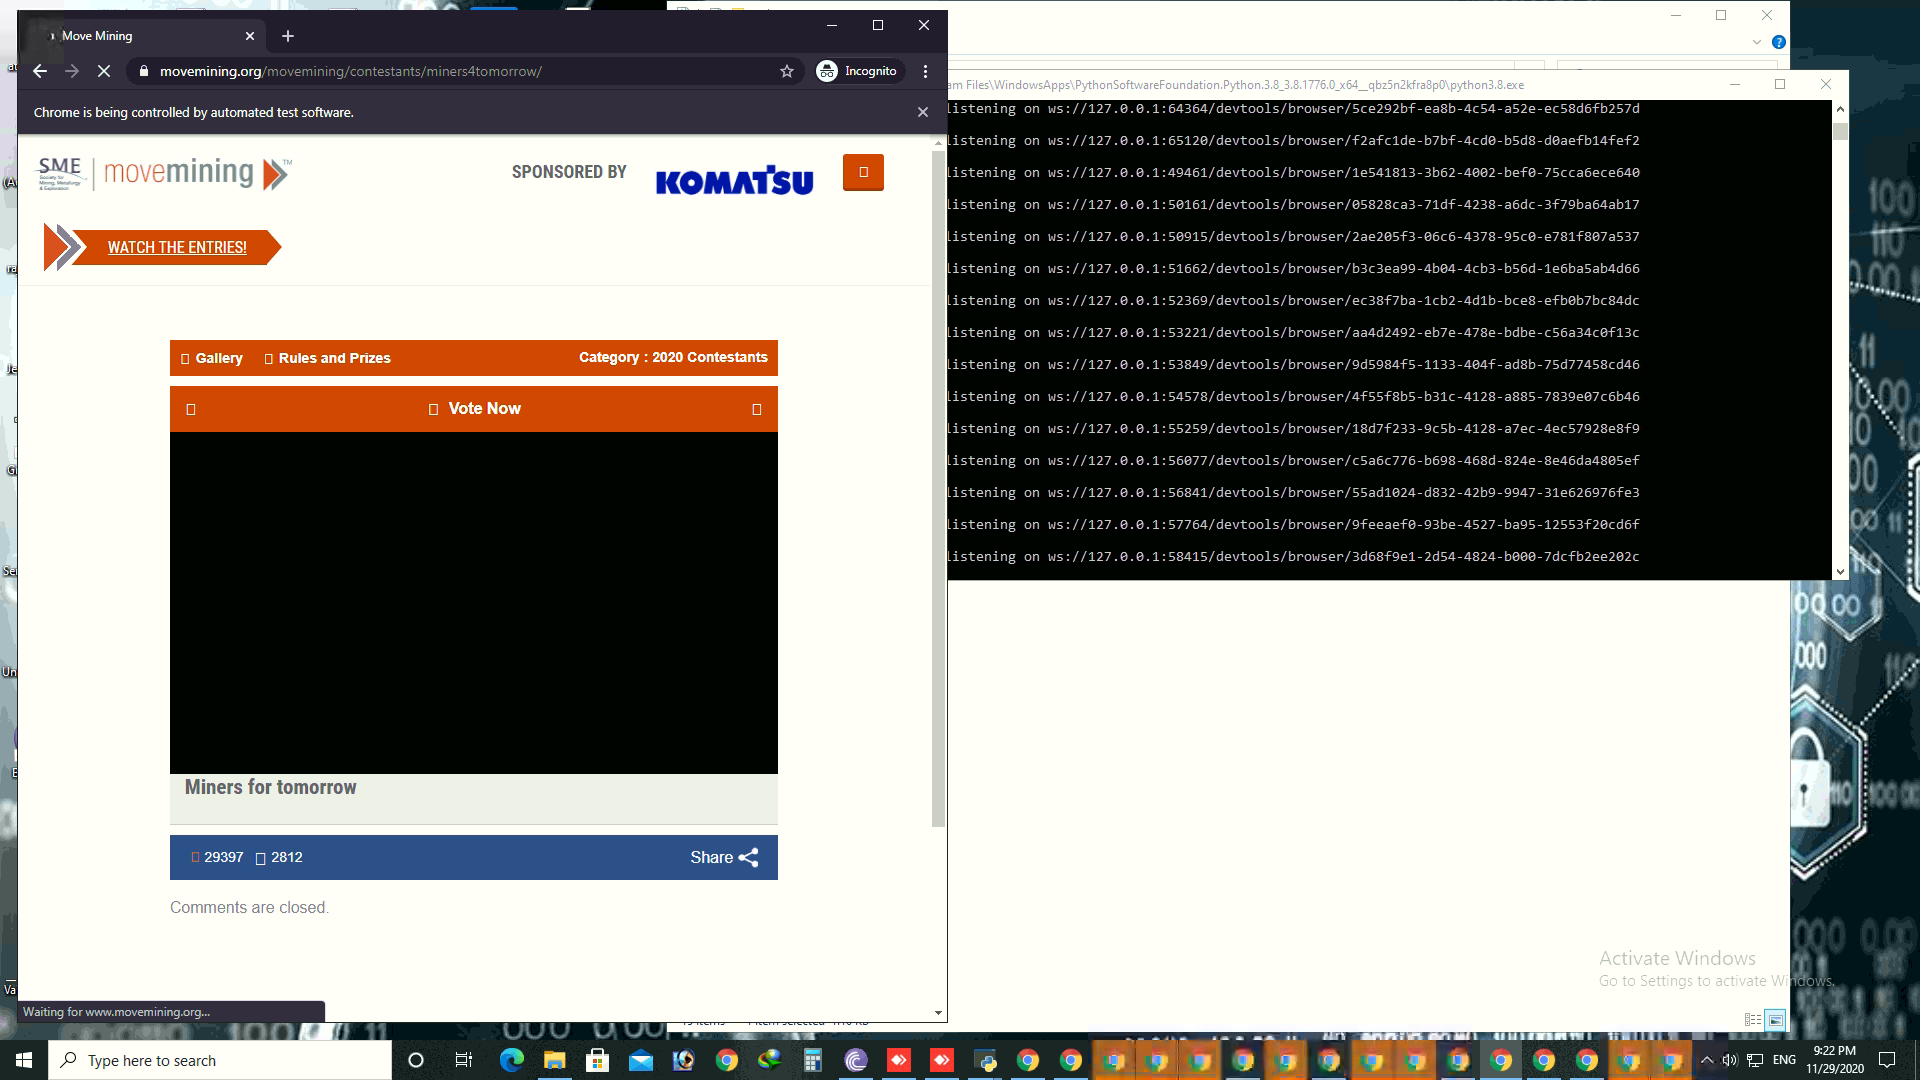 Move Mining
movemining.org/movemining/contestants/miners4tomorrow/
Incognito
Chrome is being controlled by automated test software.
SME
movemining
SPONSORED BY
KOMATSU
WATCH THE ENTRIES!
Gallery
Rules and Prizes
Category : 2020 Contestants
Vote Now
Miners for tomorrow
29397
2812
Share
Comments are closed.
Waiting for www.movemining.org...
am Files\WindowsApps\PythonSoftwareFoundation.Python.3.8_3.8.1776.0_x64__qbz5n2kfra8p0\python3.8.exe
listening on ws://127.0.0.1:64364/devtools/browser/5ce292bf-ea8b-4c54-a52e-ec58d6fb257d
listening on ws://127.0.0.1:65120/devtools/browser/f2afc1de-b7bf-4cd0-b5d8-d0aefb14fef2
listening on ws://127.0.0.1:49461/devtools/browser/1e541813-3b62-4002-bef0-75cca6ece640
listening on ws://127.0.0.1:50161/devtools/browser/05828ca3-71df-4238-a6dc-3f79ba64ab17
listening on ws://127.0.0.1:50915/devtools/browser/2ae205f3-06c6-4378-95c0-e781f807a537
listening on ws://127.0.0.1:51662/devtools/browser/b3c3ea99-4b04-4cb3-b56d-1e6ba5ab4d66
listening on ws://127.0.0.1:52369/devtools/browser/ec38f7ba-1cb2-4d1b-bce8-efb0b7bc84dc
listening on ws://127.0.0.1:53221/devtools/browser/aa4d2492-eb7e-478e-bdbe-c56a34c0f13c
listening on ws://127.0.0.1:53849/devtools/browser/9d5984f5-1133-404f-ad8b-75d77458cd46
listening on ws://127.0.0.1:54578/devtools/browser/4f55f8b5-b31c-4128-a885-7839e07c6b46
listening on ws://127.0.0.1:55259/devtools/browser/18d7f233-9c5b-4128-a7ec-4ec57928e8f9
listening on ws://127.0.0.1:56077/devtools/browser/c5a6c776-b698-468d-824e-8e46da4805ef
listening on ws://127.0.0.1:56841/devtools/browser/55ad1024-d832-42b9-9947-31e626976fe3
listening on ws://127.0.0.1:57764/devtools/browser/9feeaef0-93be-4527-ba95-12553f20cd6f
listening on ws://127.0.0.1:58415/devtools/browser/3d68f9e1-2d54-4824-b000-7dcfb2ee202c
Activate Windows
Go to Settings to activate Windows.
Type here to search
ENG
9:22 PM
11/29/2020